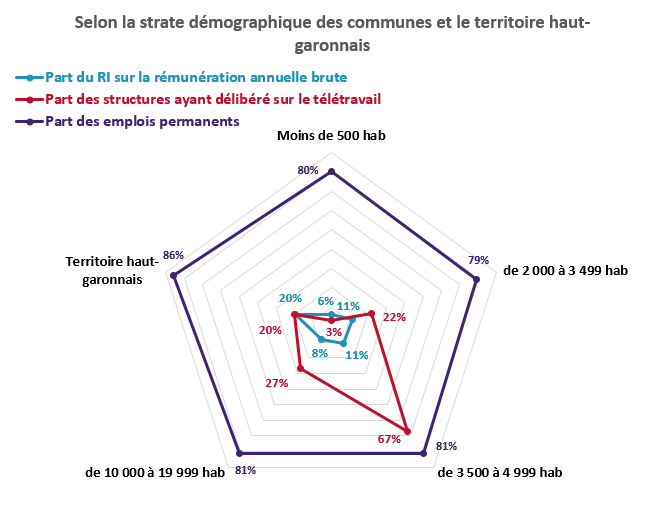 Selon la strate démographique des communes et le territoire haut-
garonnais
Part du RI sur la rémunération annuelle brute
Part des structures ayant délibéré sur le télétravail
Part des emplois permanents
Moins de 500 hab
80%
86%
79%
Territoire haut-
garonnais
de 2 000 à 3 499 hab
20%
6%
11%
22%
20%
3%
8%
11%
27%
67%
81%
81%
de 10 000 à 19 999 hab
de 3 500 à 4 999 hab